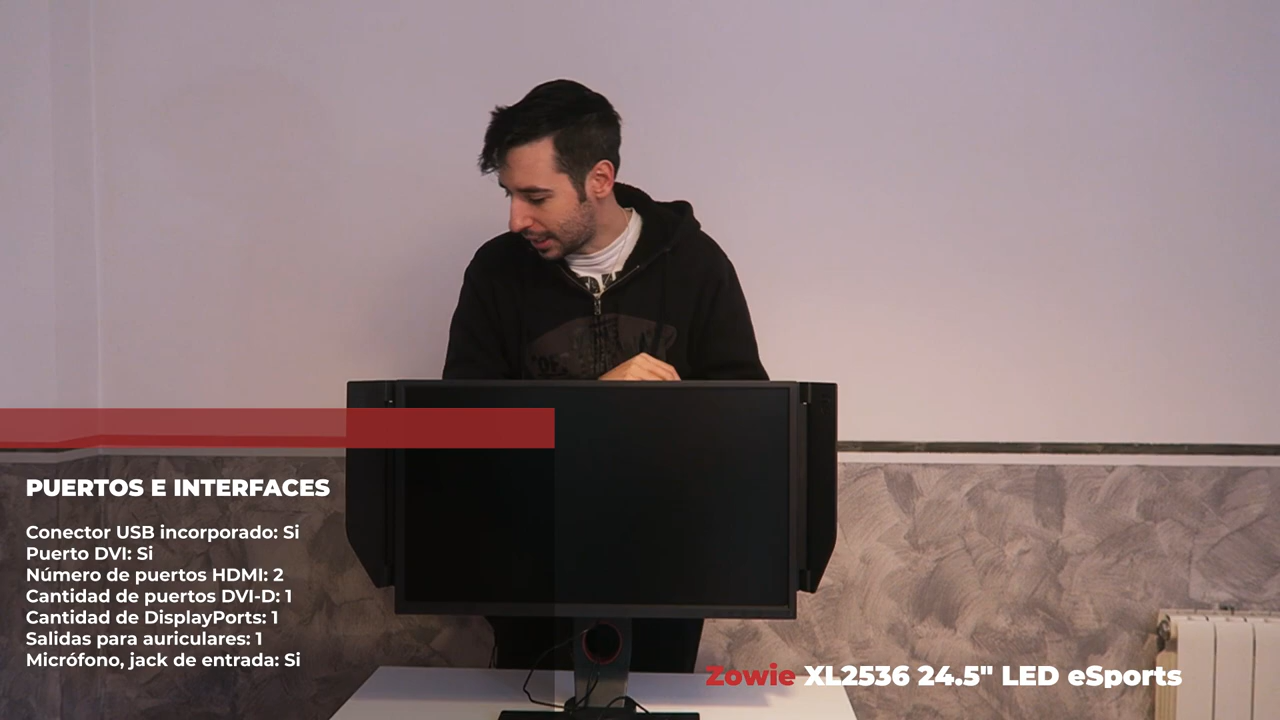 PUERTOS E INTERFACES
Conector USB incorporado: Si
Puerto DVI: Si
Número de puertos HDMI: 2
Cantidad de puertos DVI-D: 1
Cantidad de DisplayPorts: 1
Salidas para auriculares: 1
Micrófono, jack de entrada: Si
Zowie XL2536 24.5" LED eSports